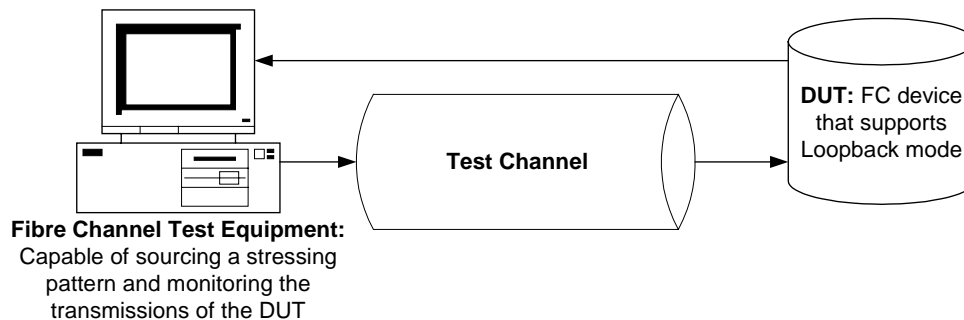 DUT: FC device
that supports
Loopback mode
Test Channel
Fibre Channel Test Equipment:
Capable of sourcing a stressing
pattern and monitoring the
transmissions of the DUT